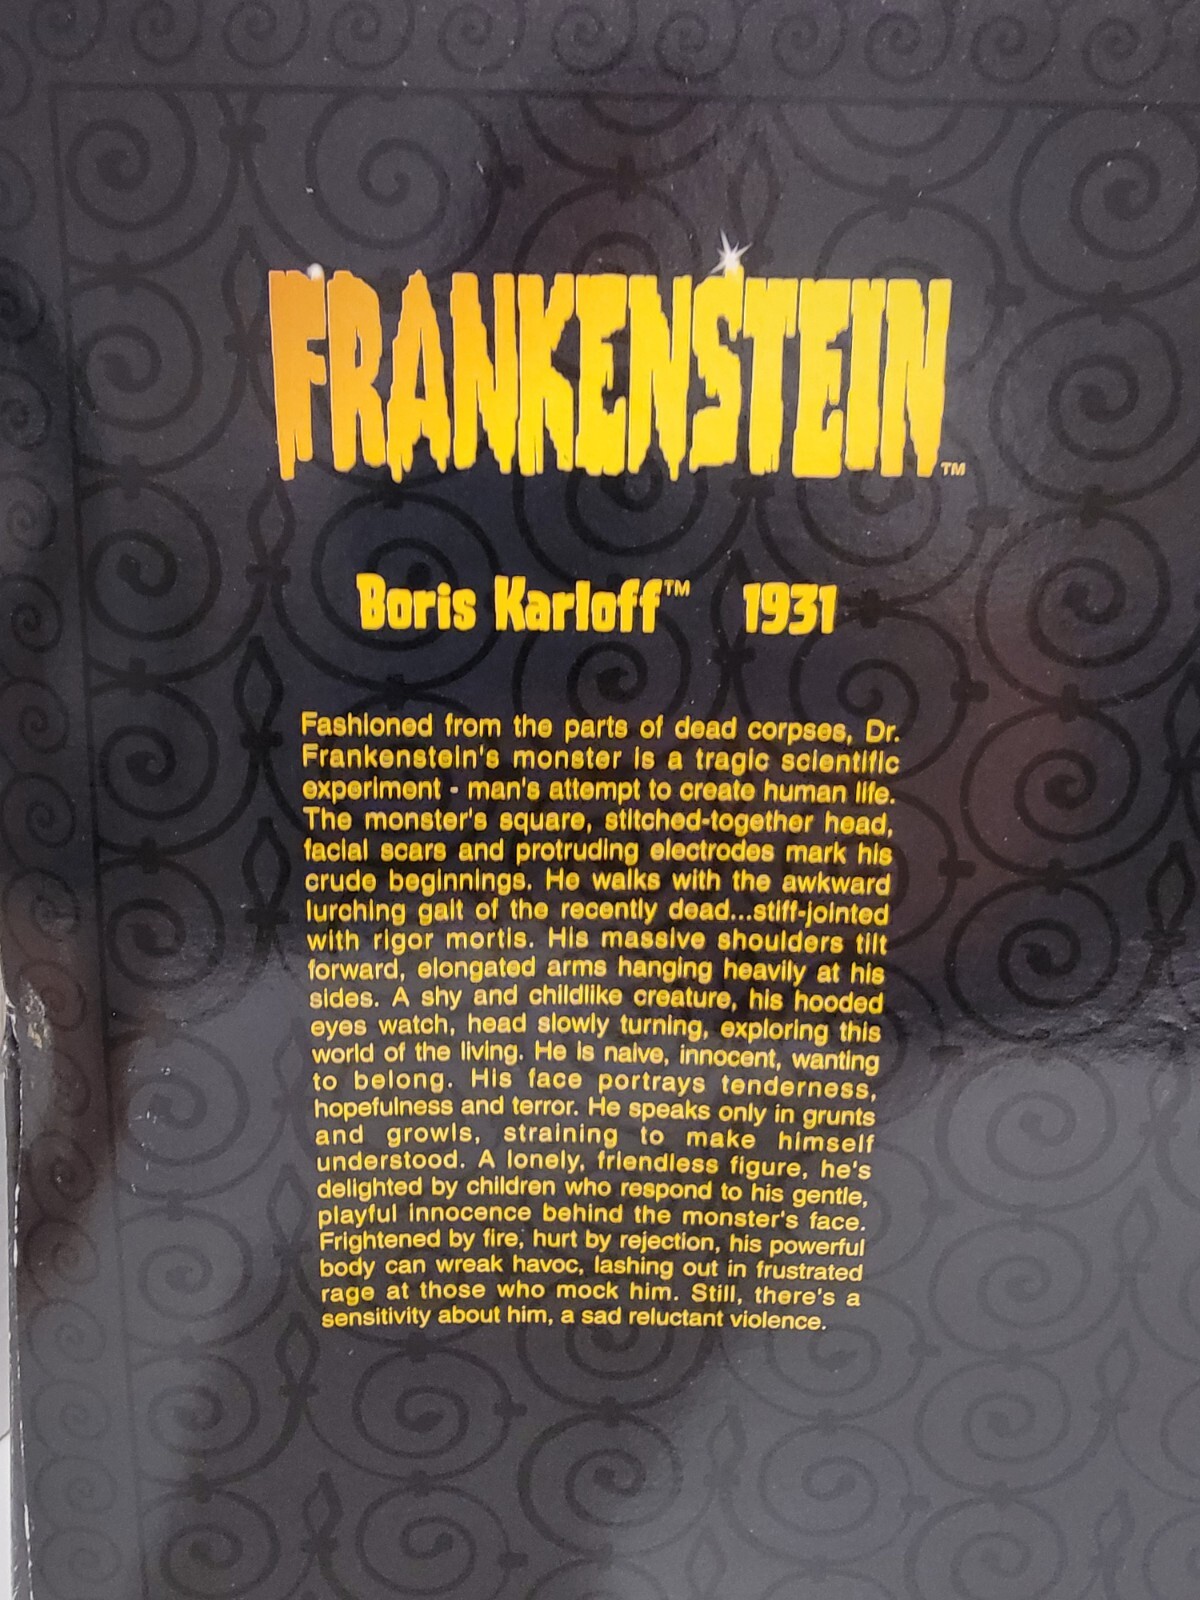 FRANKENSTEIN™
Boris Karloff™ 1931
Fashioned from the parts of dead corpses, Dr.
Frankenstein's monster is a tragic scientific
experiment - man's attempt to create human life.
The monster's square, stitched-together head,
facial scars and protruding electrodes mark his
crude beginnings. He walks with the awkward
lurching gait of the recently dead...stiff-jointed
with rigor mortis. His massive shoulders tilt
forward, elongated arms hanging heavily at his
sides. A shy and childlike creature, his hooded
eyes watch, head slowly turning, exploring this
world of the living. He is naive, innocent, wanting
to belong. His face portrays tenderness,
hopefulness and terror. He speaks only in grunts
and growls, straining to make himself
understood. A lonely, friendless figure, he's
delighted by children who respond to his gentle,
playful innocence behind the monster's face.
Frightened by fire, hurt by rejection, his powerful
body can wreak havoc, lashing out in frustrated
rage at those who mock him. Still, there's a
sensitivity about him, a sad reluctant violence.